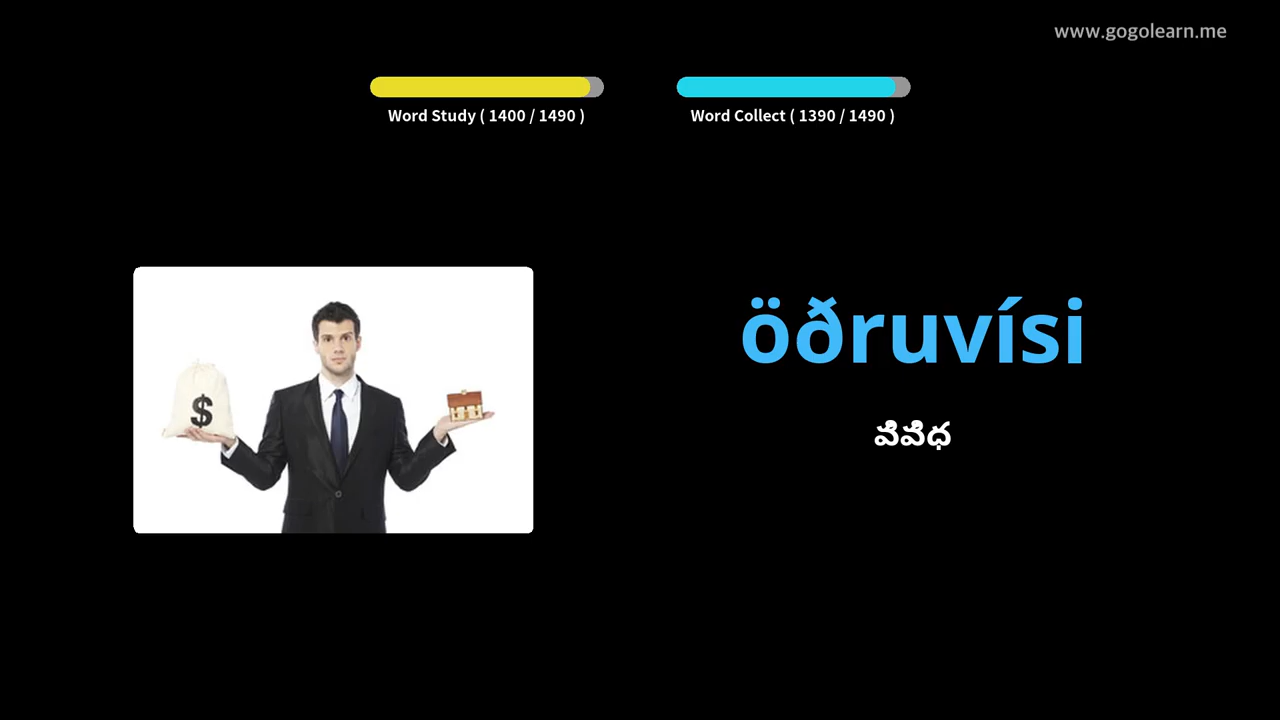 www.gogolearn.me
Word Study ( 1400 / 1490 )
Word Collect ( 1390 / 1490 )
$
öðruvísi
వివిధ